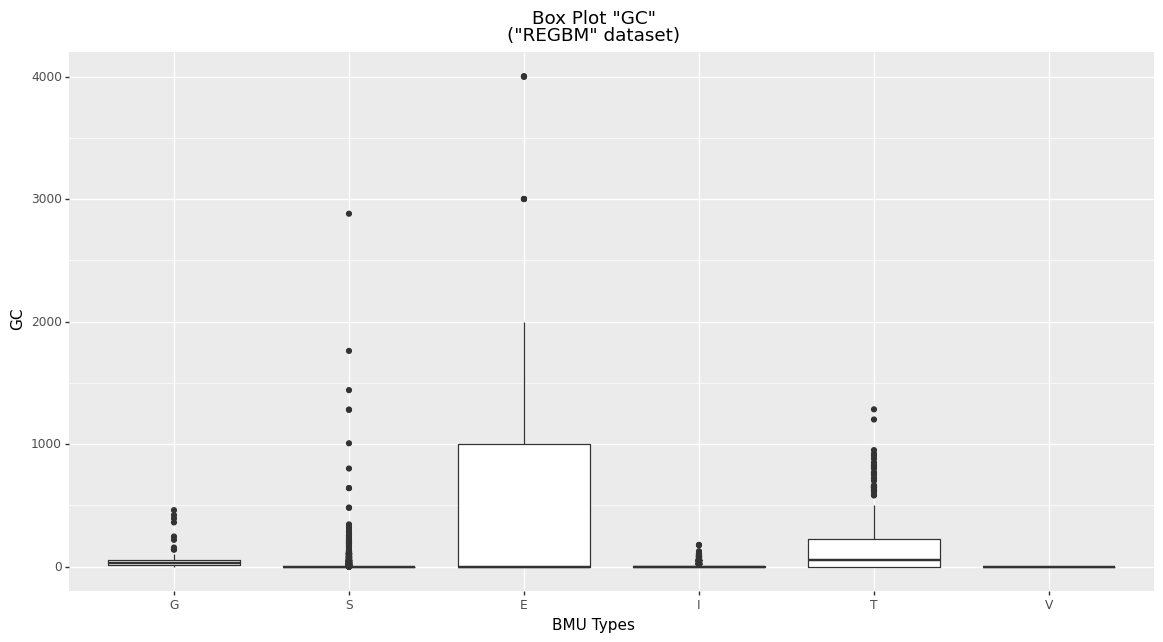 Box Plot "GC"
("REGBM" dataset)
4000
3000
2000
1000
0
GC
G S E I T V
BMU Types